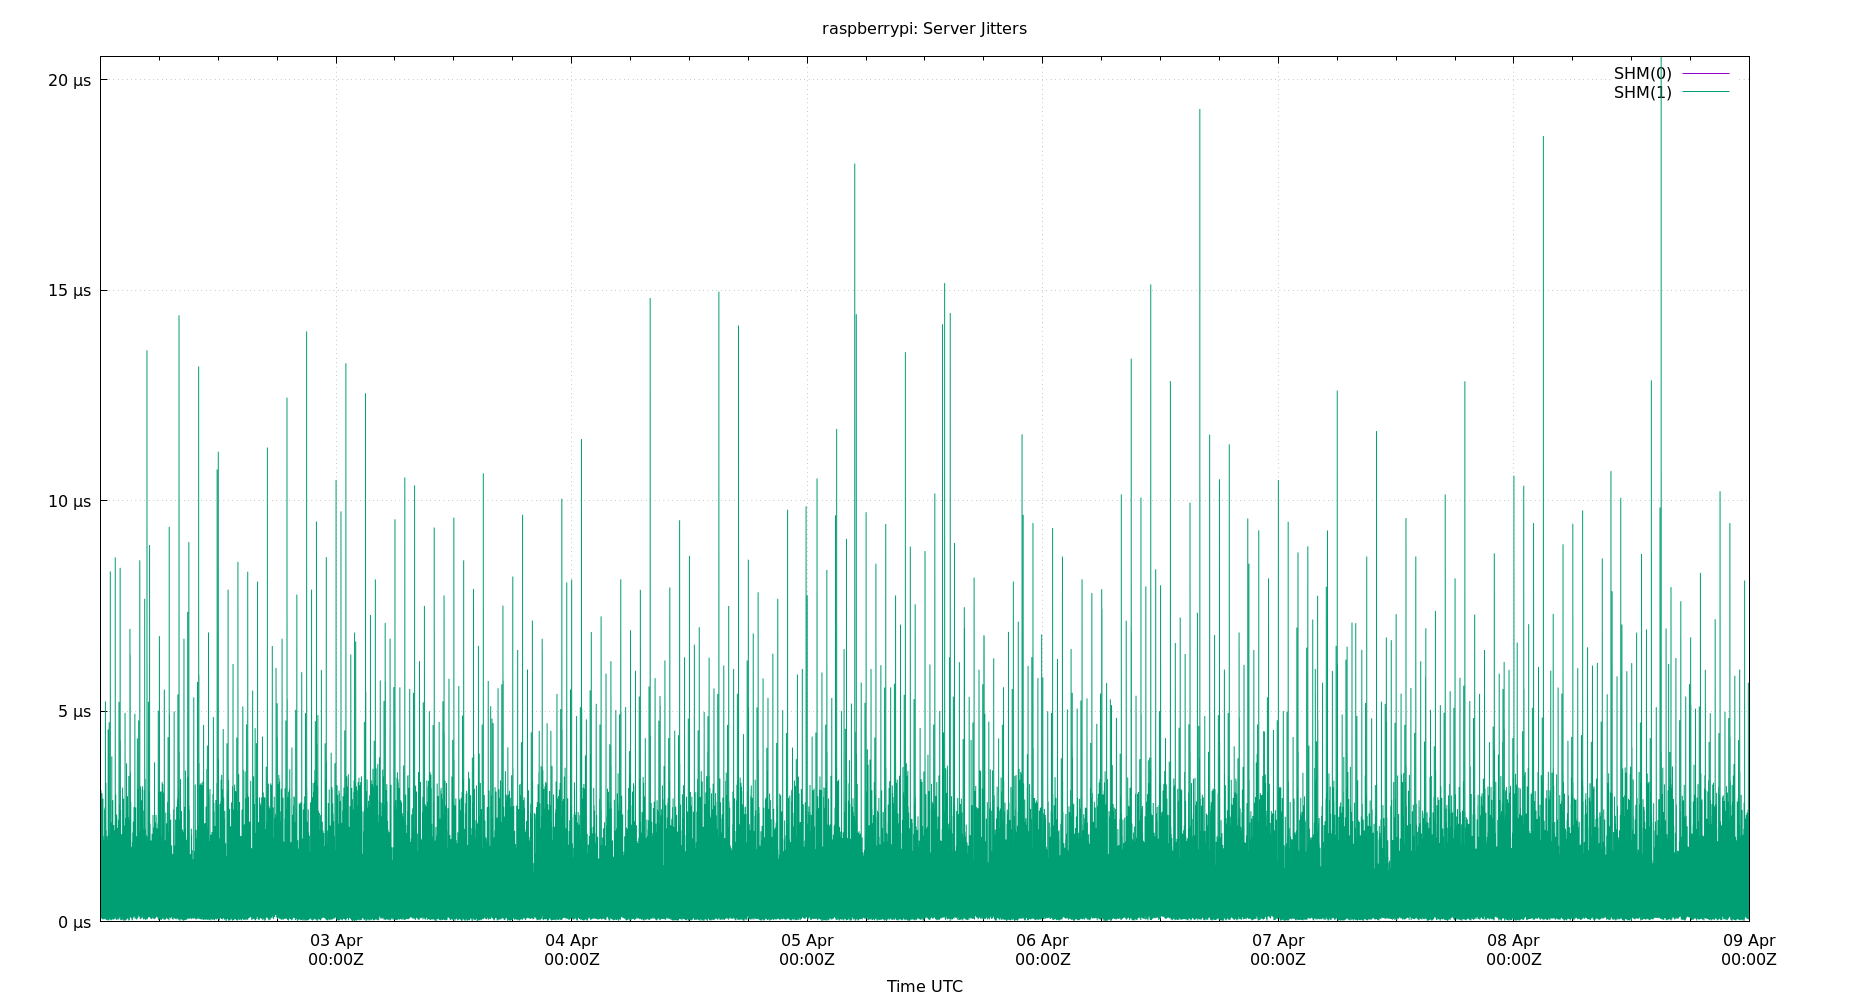 raspberrypi: Server Jitters
SHM(0)
SHM(1)
20 µs
15 µs
10 µs
5 µs
0 µs
03 Apr 04 Apr 05 Apr 06 Apr 07 Apr 08 Apr 09 Apr
00:00Z 00:00Z 00:00Z 00:00Z 00:00Z 00:00Z 00:00Z
Time UTC